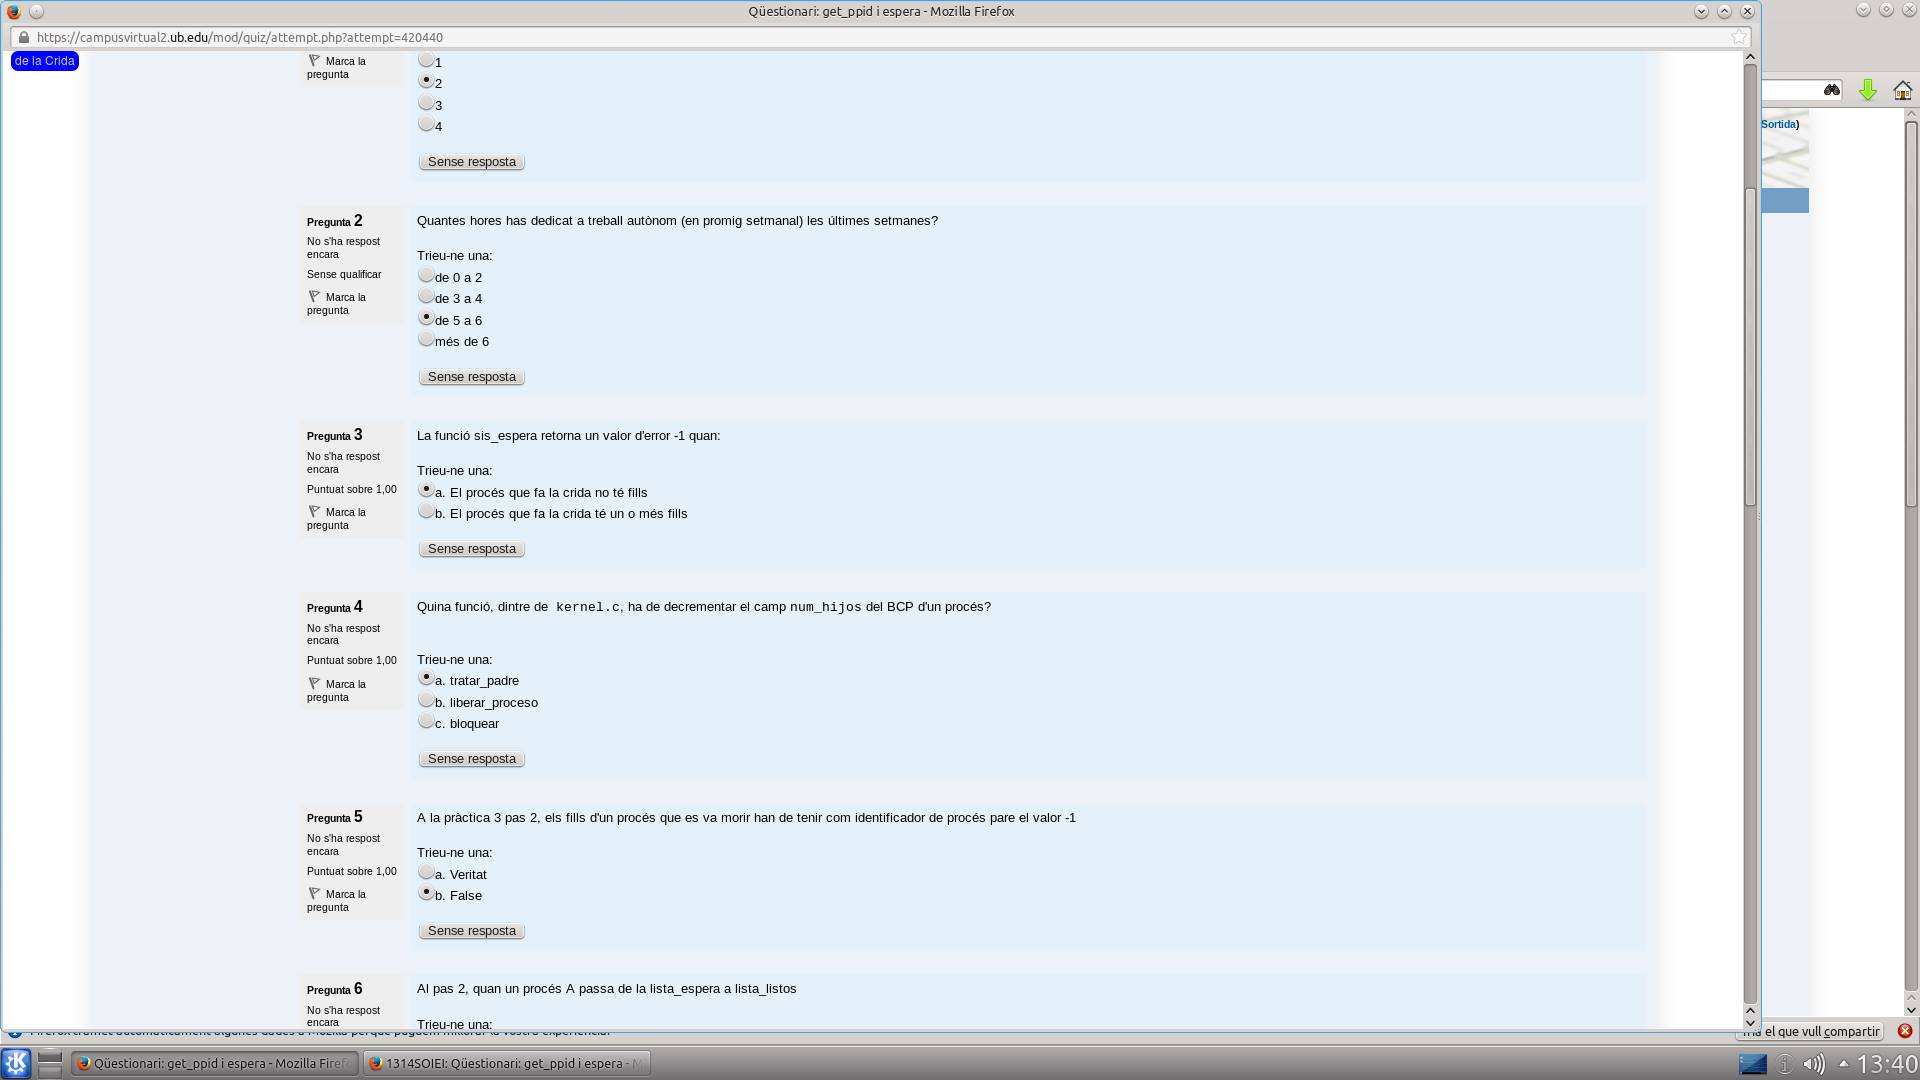 Qüestionari: get_ppid i espera - Mozilla Firefox
https://campusvirtual2.ub.edu/mod/quiz/attempt.php?attempt=420440
de la Crida
Marca la
pregunta
1
2
3
4
Sense resposta
Sortida)
Pregunta 2
No s'ha respost
encara
Sense qualificar
Marca la
pregunta
Quantes hores has dedicat a treball autònom (en promig setmanal) les últimes setmanes?
Trieu-ne una:
de 0 a 2
de 3 a 4
de 5 a 6
més de 6
Sense resposta
Pregunta 3
No s'ha respost
encara
Puntuat sobre 1,00
Marca la
pregunta
La funció sis_espera retorna un valor d'error -1 quan:
Trieu-ne una:
a. El procés que fa la crida no té fills
b. El procés que fa la crida té un o més fills
Sense resposta
Pregunta 4
No s'ha respost
encara
Puntuat sobre 1,00
Marca la
pregunta
Quina funció, dintre de kernel.c, ha de decrementar el camp num_hijos del BCP d'un procés?
Trieu-ne una:
a. tratar_padre
b. liberar_proceso
c. bloquear
Sense resposta
Pregunta 5
No s'ha respost
encara
Puntuat sobre 1,00
Marca la
pregunta
A la pràctica 3 pas 2, els fills d'un procés que es va morir han de tenir com identificador de procés pare el valor -1
Trieu-ne una:
a. Veritat
b. False
Sense resposta
Pregunta 6
No s'ha respost
encara
Al pas 2, quan un procés A passa de la lista_espera a lista_listos
Trieu-ne una:
Firefox tramet automàticament algunes dades a Mozilla perquè puguem millorar la vostra experiència.
el que vull compartir
Qüestionari: get_ppid i espera - Mozilla Firef
1314SOIEI: Qüestionari: get_ppid i espera - M
13:40